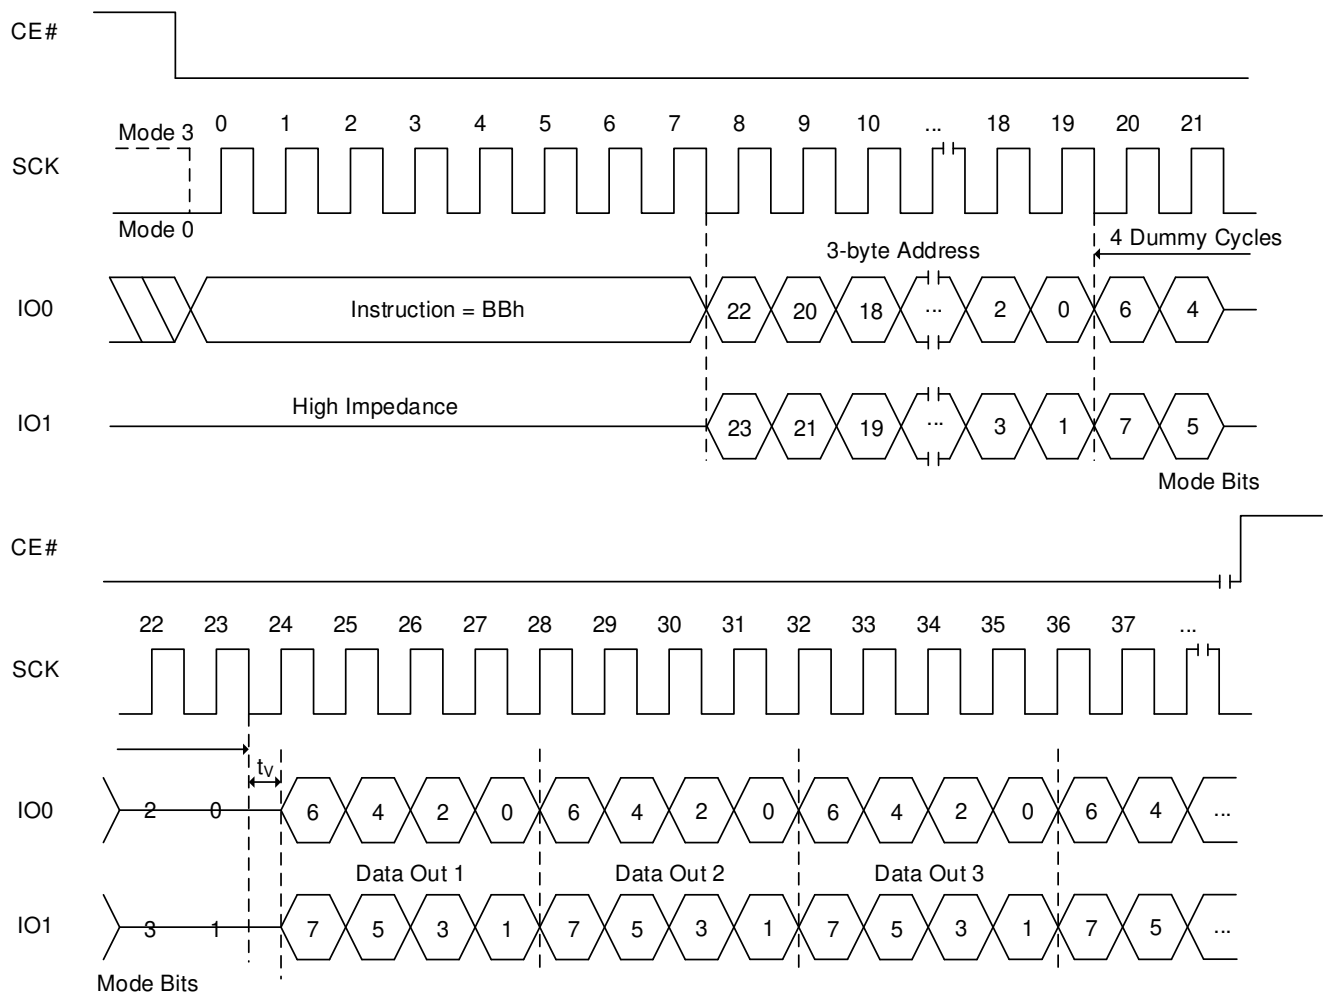 CE#
Mode 3 0 1 2 3 4 5 6 7 8 9 10 ... 18 19 20 21
SCK
Mode 0
3-byte Address 4 Dummy Cycles
IO0 Instruction = BBh 22 20 18 ... 2 0 6 4
High Impedance
IO1 23 21 19 ... 3 1 7 5
Mode Bits
CE#
22 23 24 25 26 27 28 29 30 31 32 33 34 35 36 37 ...
SCK
tV
IO0 2 0 6 4 2 0 6 4 2 0 6 4 2 0 6 4 ...
Data Out 1 Data Out 2 Data Out 3
IO1 3 1 7 5 3 1 7 5 3 1 7 5 3 1 7 5 ...
Mode Bits